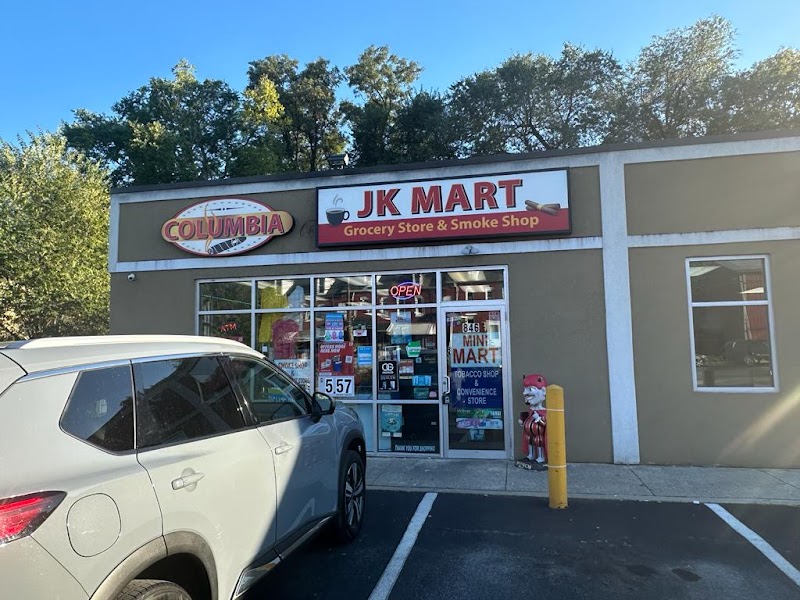 COLUMBIA
JK MART
Grocery Store & Smoke Shop
OPEN
ATM
846
MINI
MART
TOBACCO SHOP
&
CONVENIENCE
STORE
$ 5.57
THANK YOU FOR SHOPPING